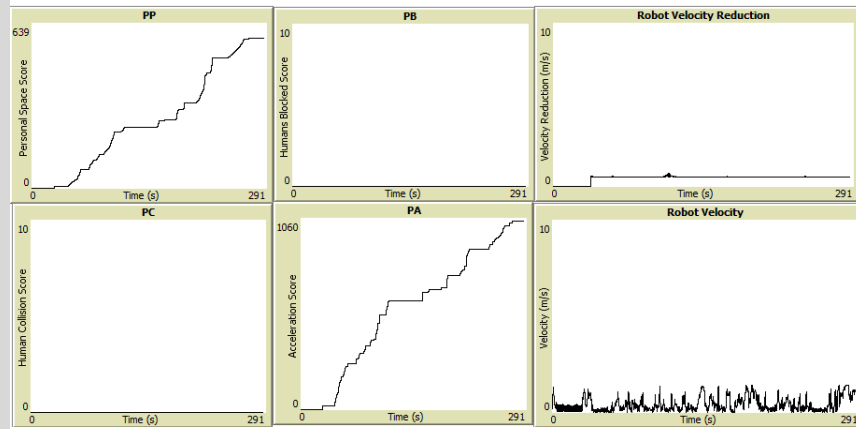 PP
639
Personal Space Score
0
0
Time (s)
291
PB
10
Humans Blocked Score
0
0
Time (s)
291
Robot Velocity Reduction
10
Velocity Reduction (m/s)
0
0
Time (s)
291
PC
10
Human Collision Score
0
0
Time (s)
291
PA
1060
Acceleration Score
0
0
Time (s)
291
Robot Velocity
10
Velocity (m/s)
0
0
Time (s)
291